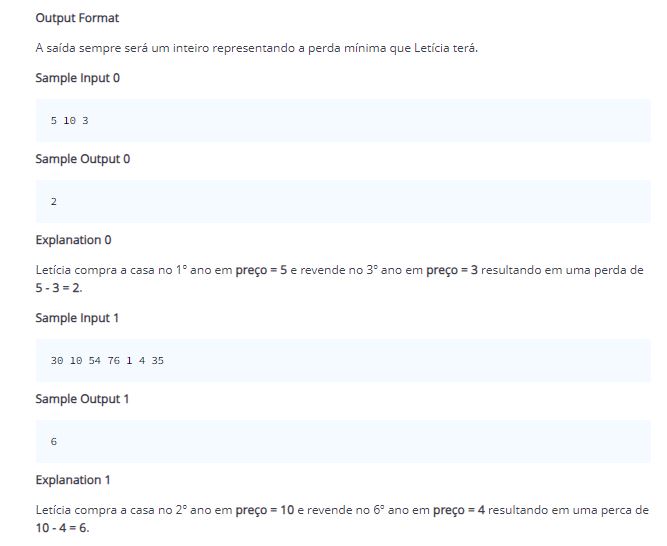 Output Format
A saída sempre será um inteiro representando a perda mínima que Letícia terá.
Sample Input 0
5 10 3
Sample Output 0
2
Explanation 0
Letícia compra a casa no 1º ano em preço = 5 e revende no 3º ano em preço = 3 resultando em uma perda de
5 - 3 = 2.
Sample Input 1
30 10 54 76 1 4 35
Sample Output 1
6
Explanation 1
Letícia compra a casa no 2º ano em preço = 10 e revende no 6º ano em preço = 4 resultando em uma perca de
10 - 4 = 6.